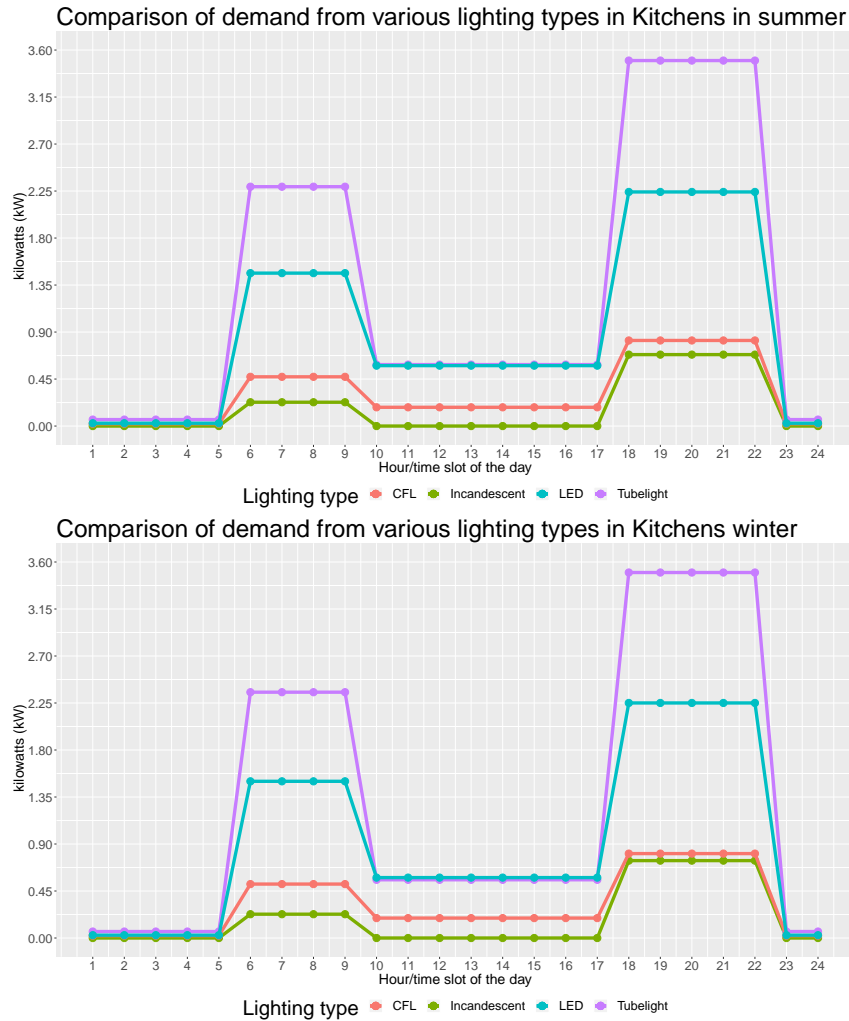 Comparison of demand from various lighting types in Kitchens in summer
3.60
3.15
2.70
2.25
1.80
1.35
0.90
0.45
0.00
kilowatts (kW)
1 2 3 4 5 6 7 8 9 10 11 12 13 14 15 16 17 18 19 20 21 22 23 24
Hour/time slot of the day
Lighting type CFL Incandescent LED Tubelight
Comparison of demand from various lighting types in Kitchens winter
3.60
3.15
2.70
2.25
1.80
1.35
0.90
0.45
0.00
kilowatts (kW)
1 2 3 4 5 6 7 8 9 10 11 12 13 14 15 16 17 18 19 20 21 22 23 24
Hour/time slot of the day
Lighting type CFL Incandescent LED Tubelight